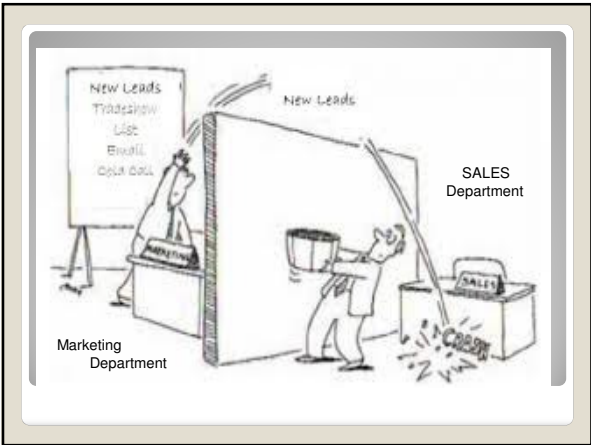 New Leads
Tradeshow
List
Email
Cold Call
New Leads
SALES
Department
MARKETING
SALES
CRASH
Marketing
Department